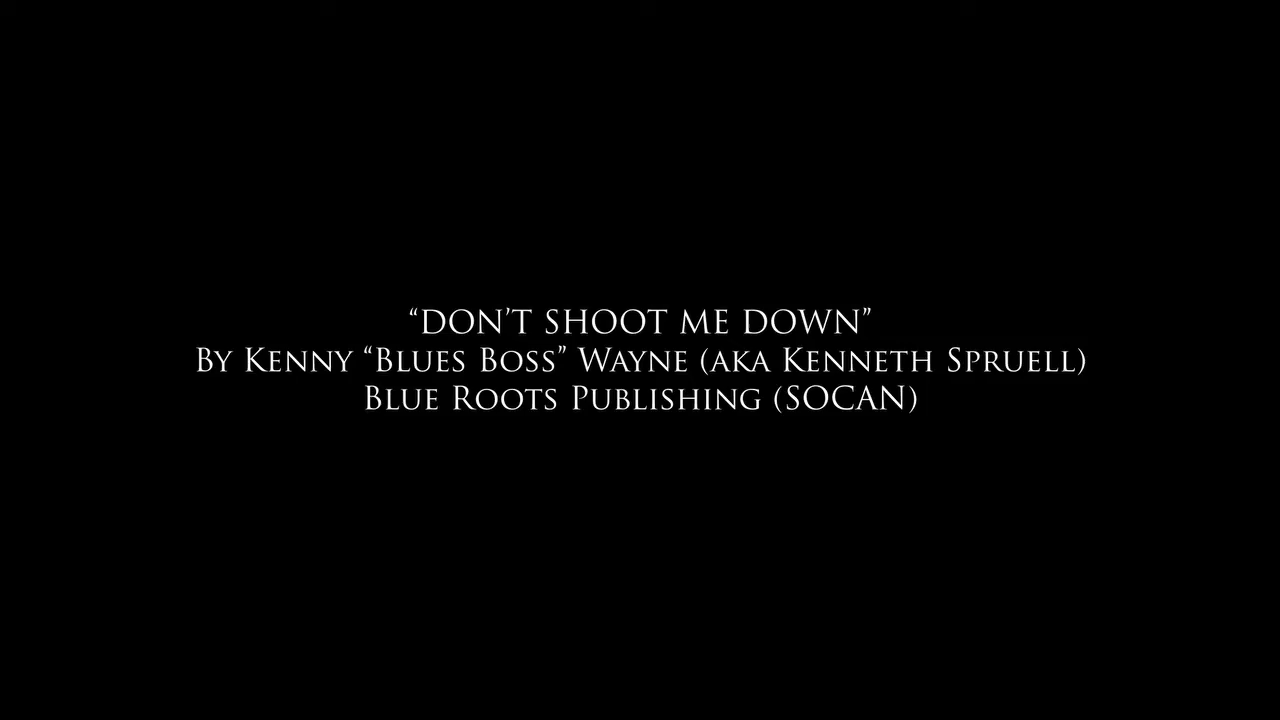 “DON’T SHOOT ME DOWN”
By Kenny “Blues Boss” Wayne (aka Kenneth Spruell)
Blue Roots Publishing (SOCAN)